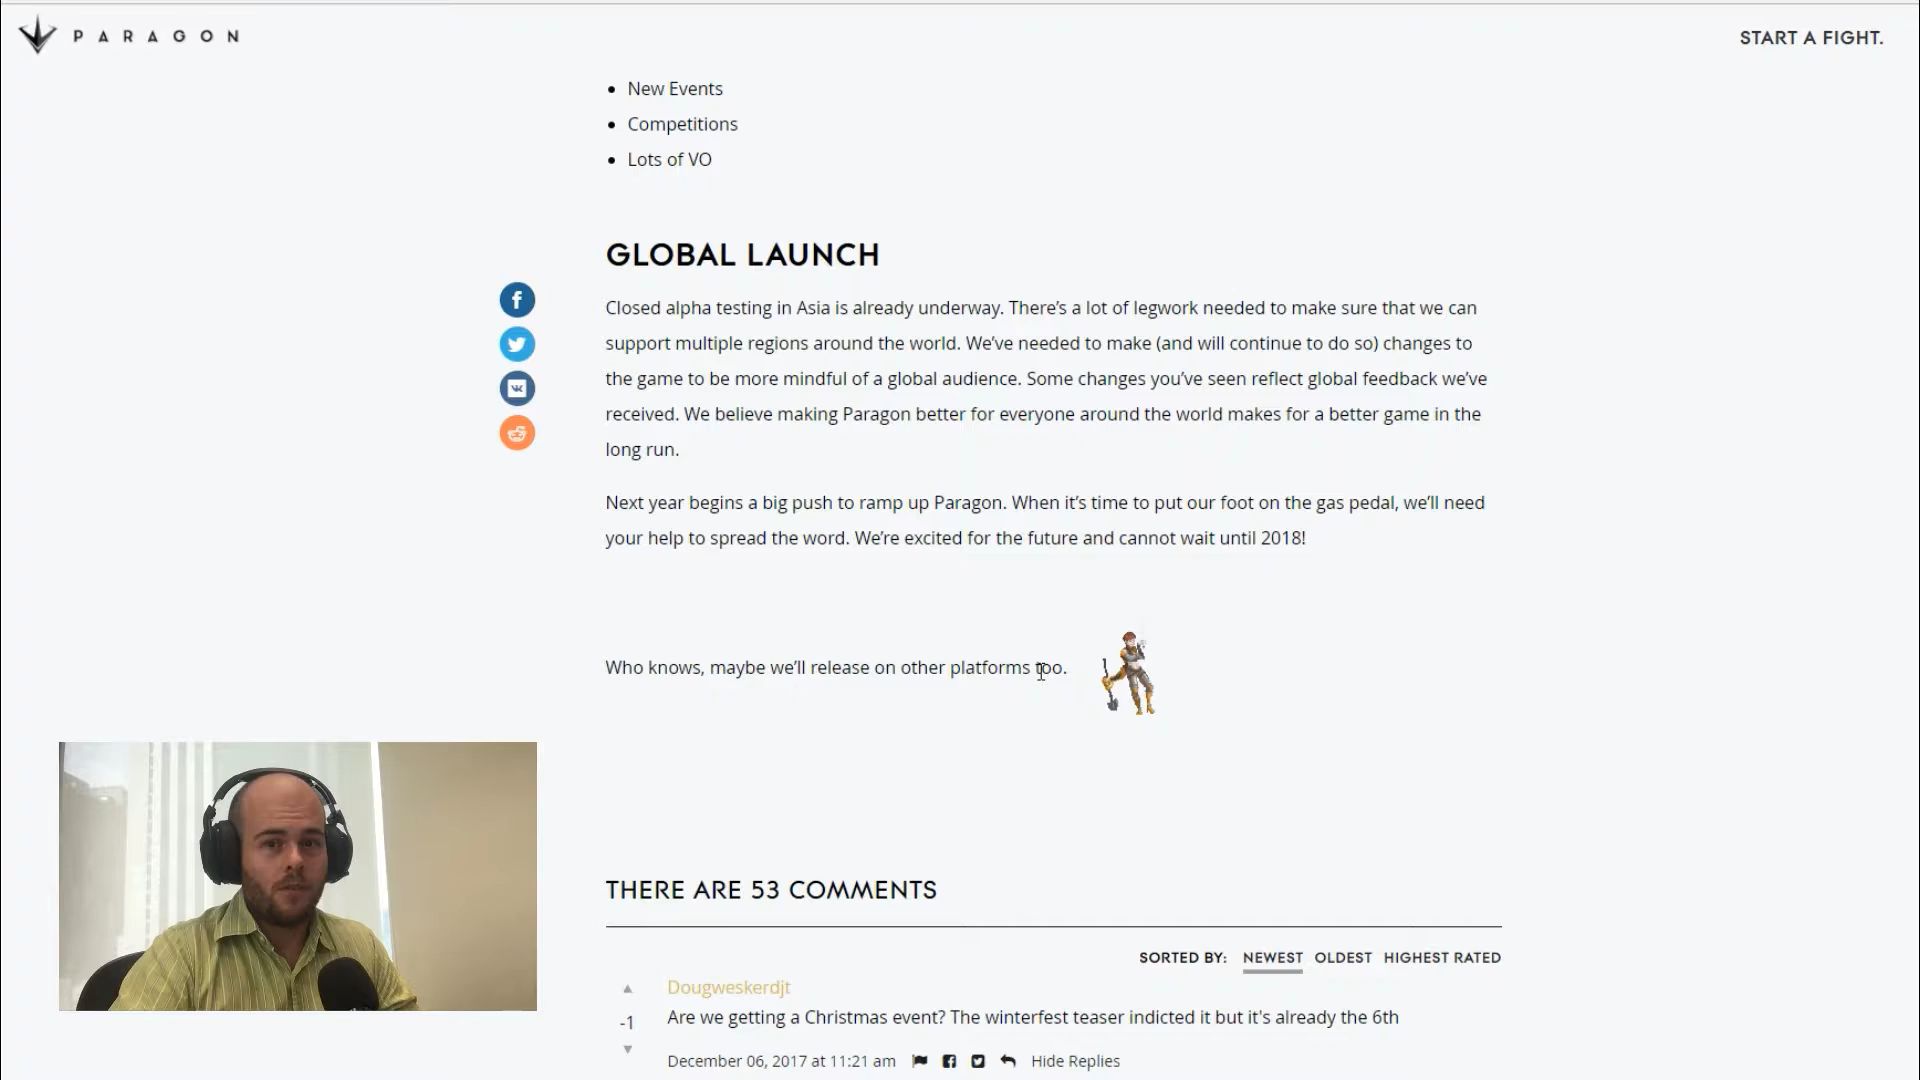 PARAGON
START A FIGHT.
• New Events
• Competitions
• Lots of VO
GLOBAL LAUNCH
Closed alpha testing in Asia is already underway. There's a lot of legwork needed to make sure that we can
support multiple regions around the world. We've needed to make (and will continue to do so) changes to
the game to be more mindful of a global audience. Some changes you've seen reflect global feedback we've
received. We believe making Paragon better for everyone around the world makes for a better game in the
long run.
Next year begins a big push to ramp up Paragon. When it's time to put our foot on the gas pedal, we'll need
your help to spread the word. We're excited for the future and cannot wait until 2018!
Who knows, maybe we'll release on other platforms too.
THERE ARE 53 COMMENTS
SORTED BY: NEWEST OLDEST HIGHEST RATED
Dougweskerdjt
-1
Are we getting a Christmas event? The winterfest teaser indicted it but it's already the 6th
December 06, 2017 at 11:21 am Hide Replies